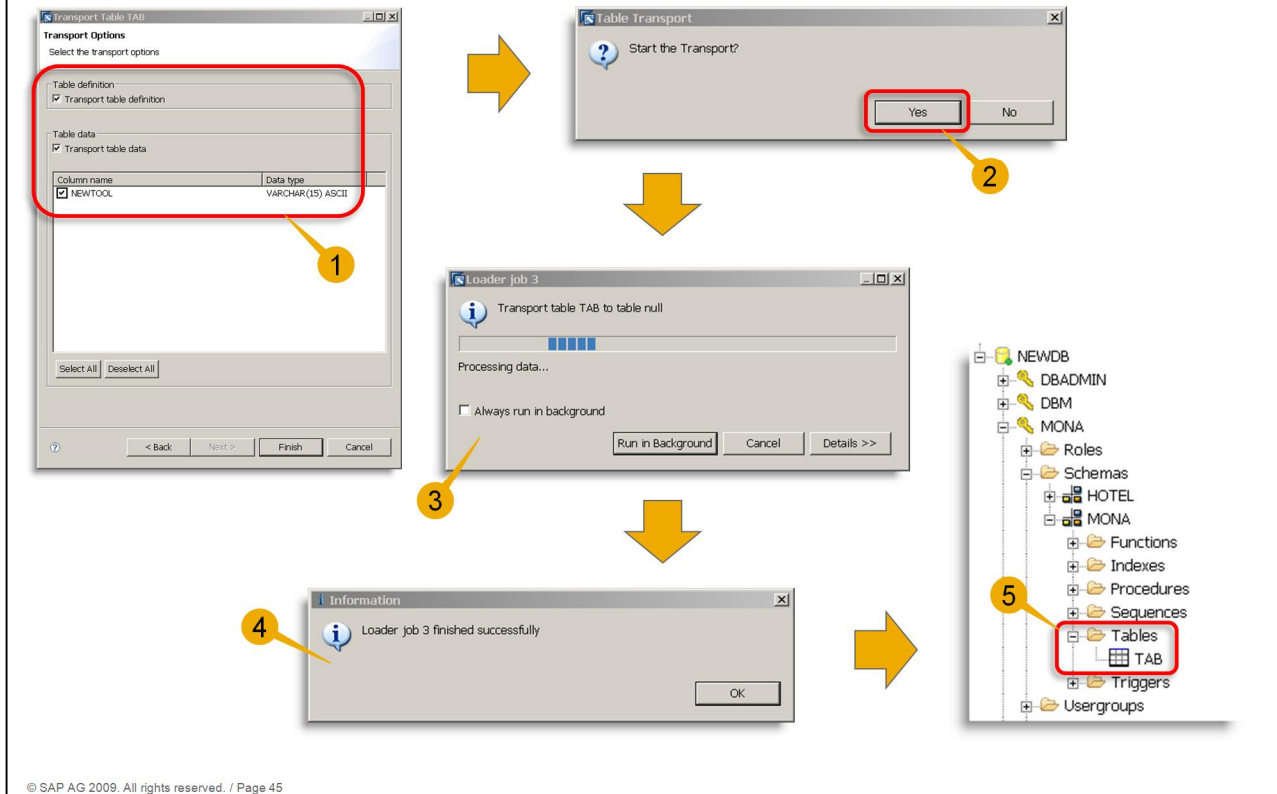 Transport Table TAB
Transport Options
Select the transport options
Table definition
Transport table definition
Table data
Transport table data
Column name Data type
NEWTOOL VARCHAR(15) ASCII
1
Select All Deselect All
< Back Next > Finish Cancel
Table Transport
Start the Transport?
Yes No
2
Loader job 3
Transport table TAB to table null
Processing data...
Always run in background
Run in Background Cancel Details >>
3
Information
Loader job 3 finished successfully
OK
4
NEWDB
DBADMIN
DBM
MONA
Roles
Schemas
HOTEL
MONA
Functions
Indexes
Procedures
5
Sequences
Tables
TAB
Triggers
Usergroups
© SAP AG 2009. All rights reserved. / Page 45